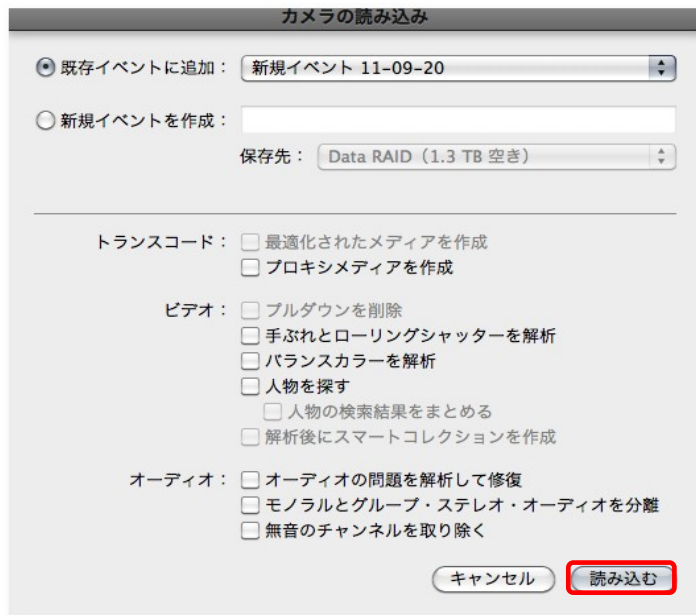 カメラの読み込み
既存イベントに追加： 新規イベント 11-09-20
新規イベントを作成：
保存先： Data RAID（1.3 TB 空き）
トランスコード： 最適化されたメディアを作成
プロキシメディアを作成
ビデオ： プルダウンを削除
手ぶれとローリングシャッターを解析
バランスカラーを解析
人物を探す
人物の検索結果をまとめる
解析後にスマートコレクションを作成
オーディオ： オーディオの問題を解析して修復
モノラルとグループ・ステレオ・オーディオを分離
無音のチャンネルを取り除く
キャンセル 読み込む